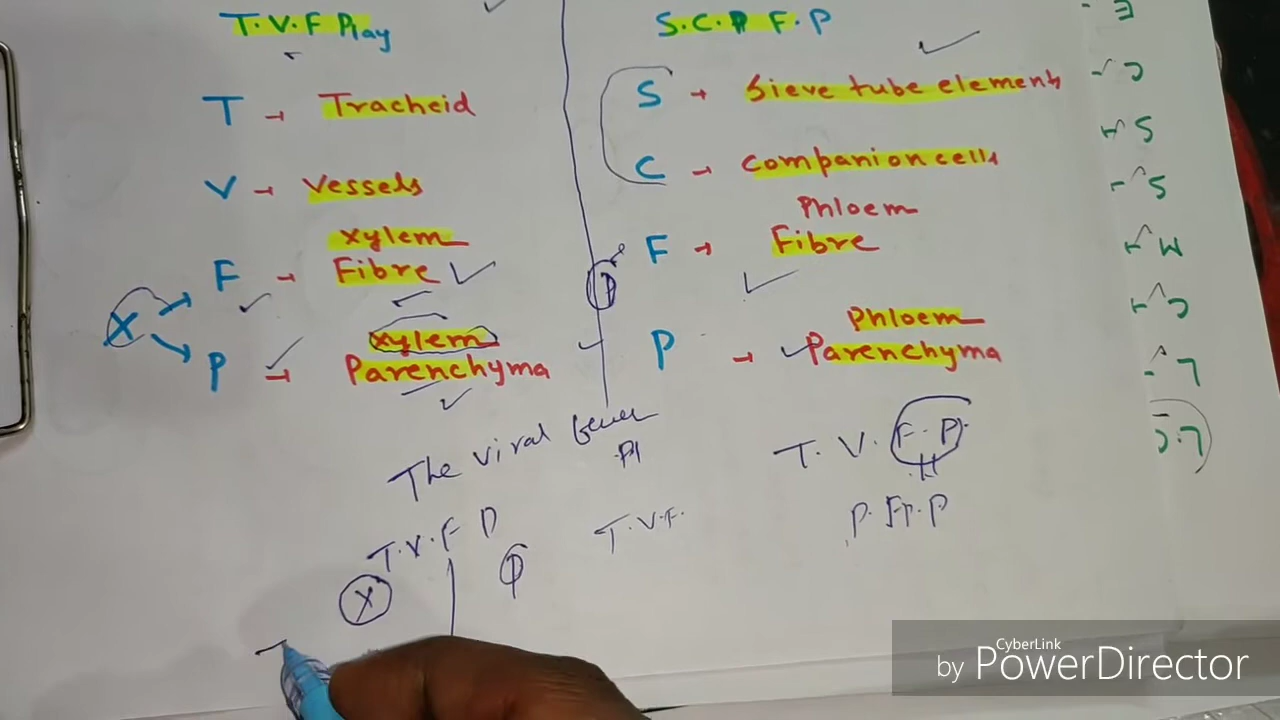 T.V.F Play
T → Tracheid
V → Vessels
Xylem
F → Fibre
X
Xylem
P → Parenchyma
S.C.P F.P
S → Sieve tube elements
C → Companion cells
Phloem
F → Fibre
P
Phloem
P → Parenchyma
The viral
Pl
T.V.F P
T.V.F.
T. V. F. P.
P. P
X
P
E
C
S
S
M
C
L
L.C
by CyberLink PowerDirector